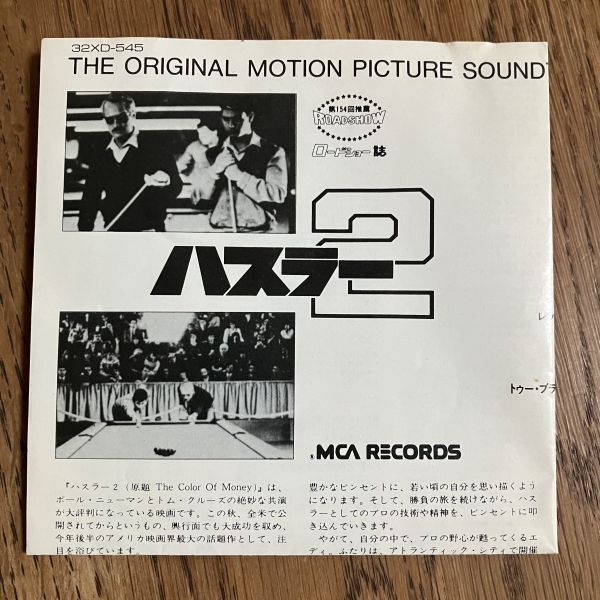 32XD-545
THE ORIGINAL MOTION PICTURE SOUND
第154回推薦
ROADSHOW
ロードショー誌
ハスラー2
レ
トゥー・ブラ
MCA RECORDS
『ハスラー2（原題 The Color Of Money)』は、
ポール・ニューマンとトム・クルーズの絶妙な共演
が大評判になっている映画です。この秋、全米で公
開されてからというもの、興行面でも大成功を収め、
今年後半のアメリカ映画界最大の話題作として、注
目を浴びています。
豊かなビンセントに、若い頃の自分を思い描くよう
になります。そして、勝負の旅を続けながら、ハス
ラーとしてのプロの技術や精神を、ビンセントに叩
き込んでいきます。
やがて、自分の中で、プロの野心が甦ってくるエ
ディ。ふたりは、アトランティック・シティで開催